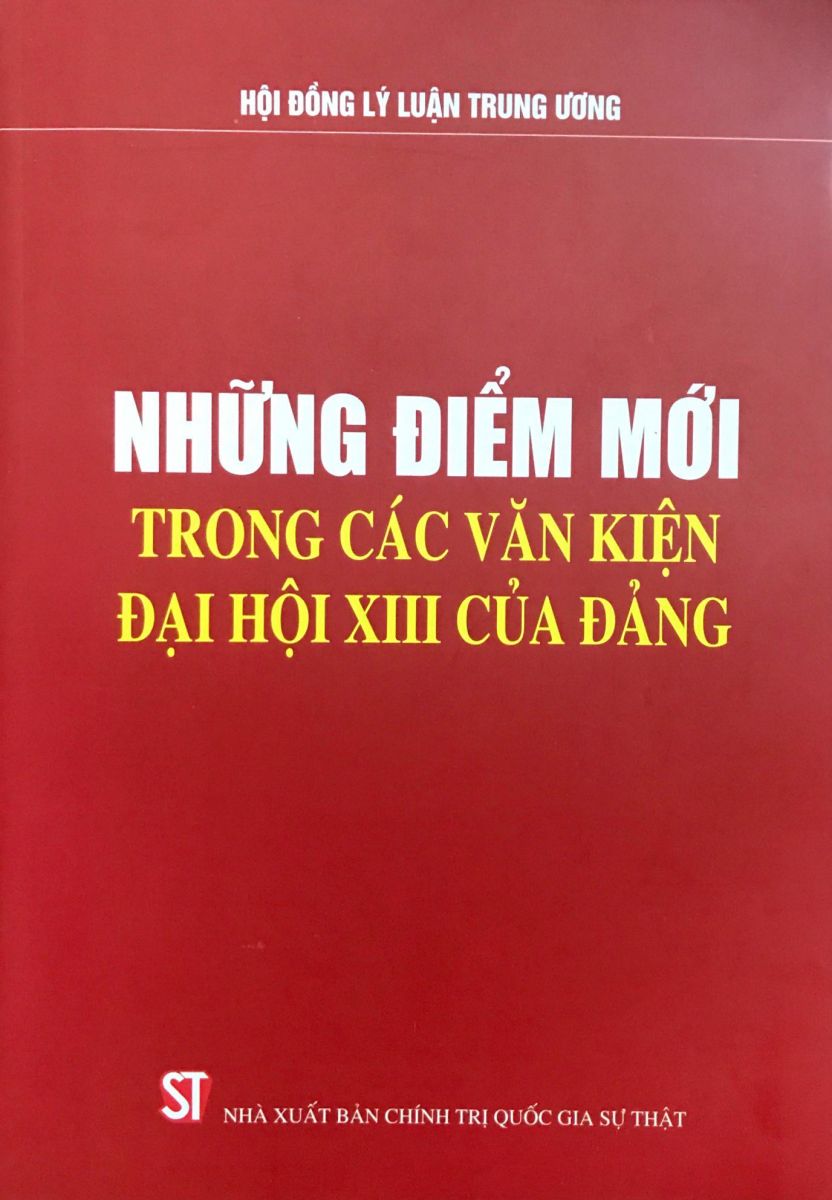 HỘI ĐỒNG LÝ LUẬN TRUNG ƯƠNG
NHỮNG ĐIỂM MỚI
TRONG CÁC VĂN KIỆN
ĐẠI HỘI XIII CỦA ĐẢNG
ST NHÀ XUẤT BẢN CHÍNH TRỊ QUỐC GIA SỰ THẬT